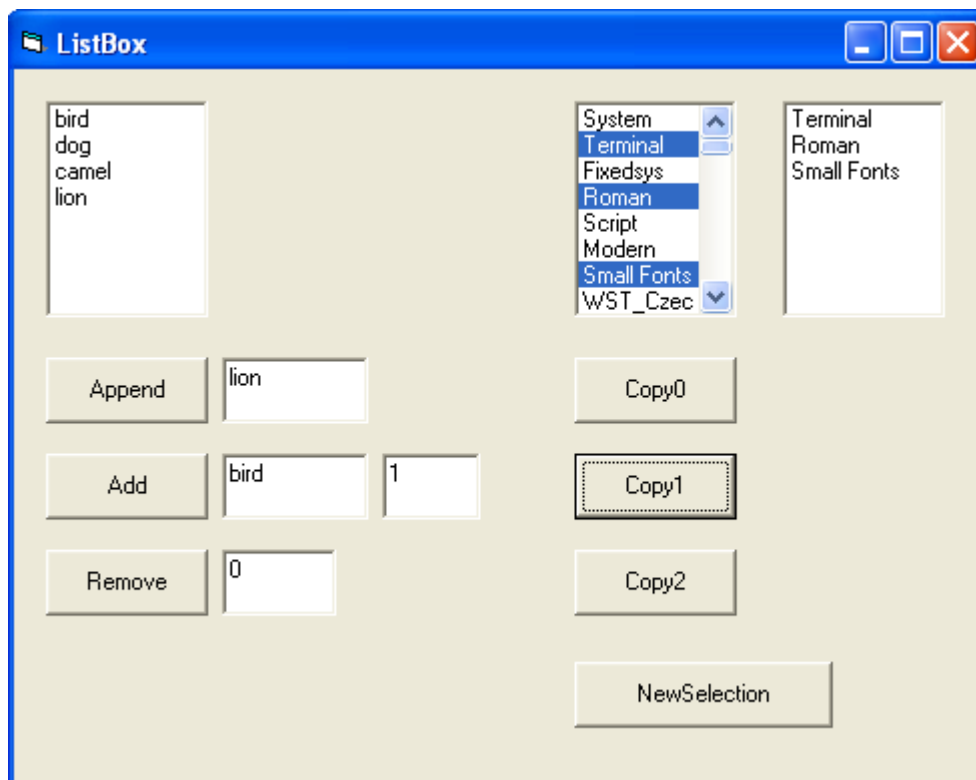 ListBox
bird
dog
camel
lion
System
Terminal
Fixedsys
Roman
Script
Modern
Small Fonts
WST_Czec
Terminal
Roman
Small Fonts
Append
lion
Copy0
Add
bird
1
Copy1
Remove
0
Copy2
NewSelection